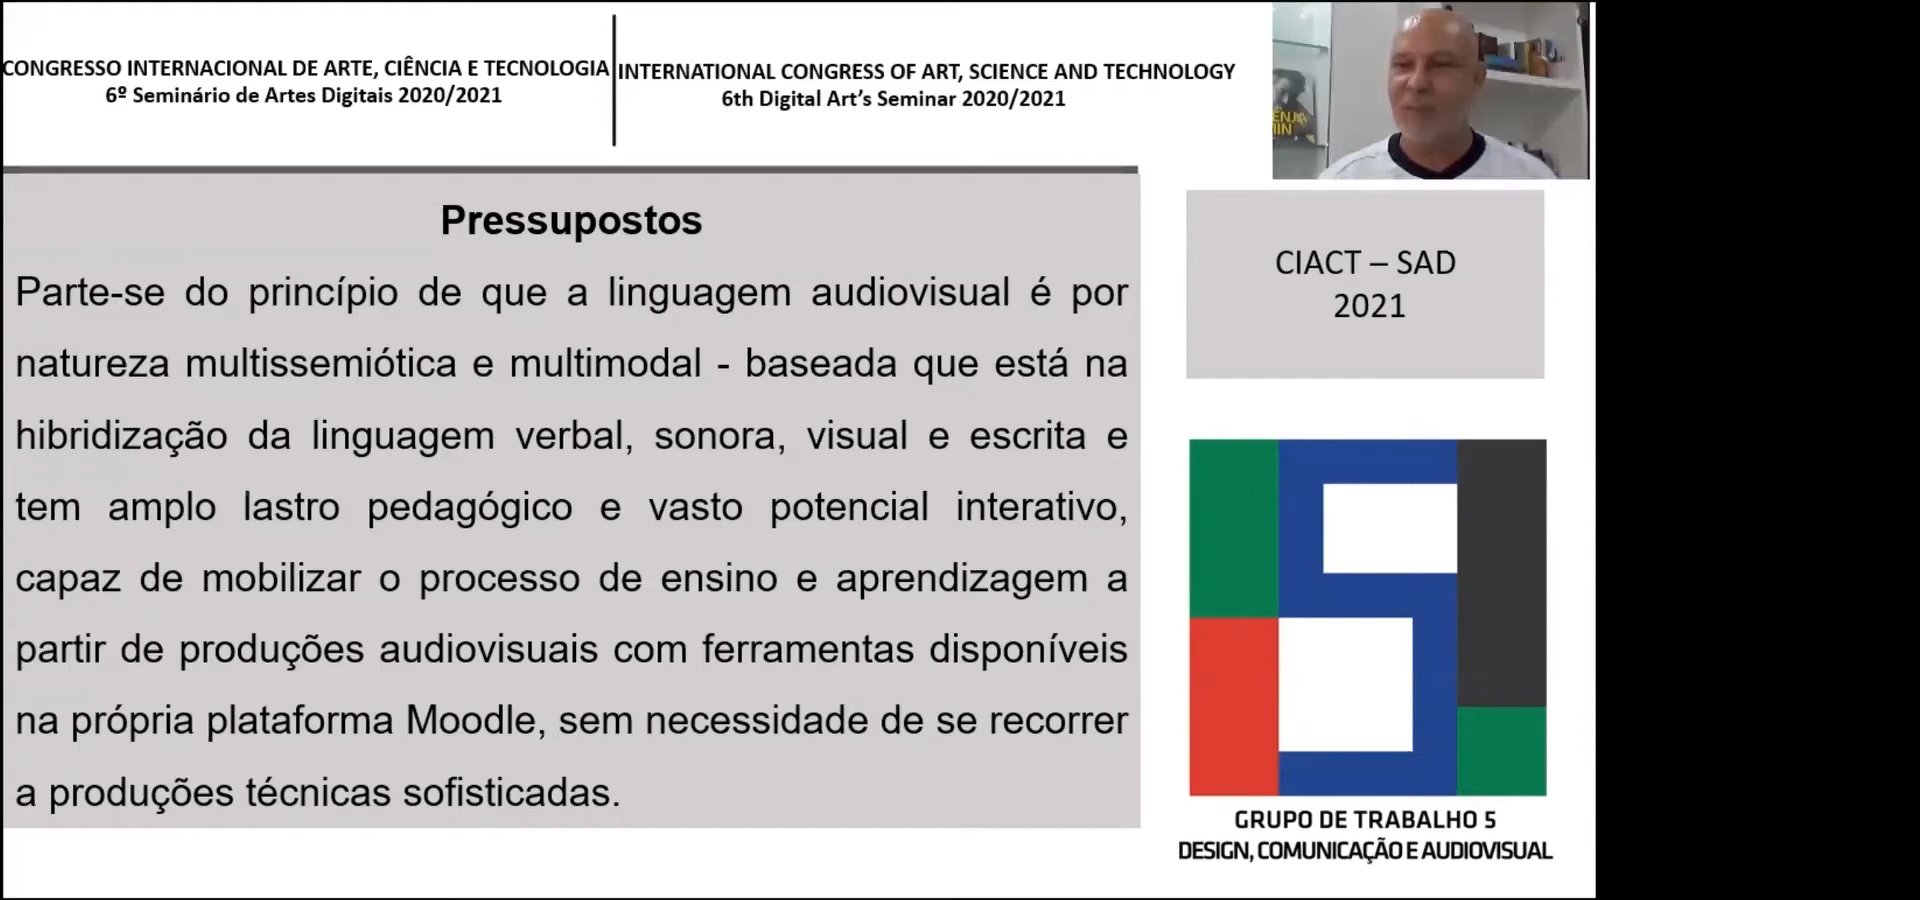 CONGRESSO INTERNACIONAL DE ARTE, CIÊNCIA E TECNOLOGIA
6º Seminário de Artes Digitais 2020/2021
INTERNATIONAL CONGRESS OF ART, SCIENCE AND TECHNOLOGY
6th Digital Art’s Seminar 2020/2021
ENJA
IIN
Pressupostos
Parte-se do princípio de que a linguagem audiovisual é por
natureza multissemiótica e multimodal - baseada que está na
hibridização da linguagem verbal, sonora, visual e escrita e
tem amplo lastro pedagógico e vasto potencial interativo,
capaz de mobilizar o processo de ensino e aprendizagem a
partir de produções audiovisuais com ferramentas disponíveis
na própria plataforma Moodle, sem necessidade de se recorrer
a produções técnicas sofisticadas.
CIACT – SAD
2021
GRUPO DE TRABALHO 5
DESIGN, COMUNICAÇÃO E AUDIOVISUAL